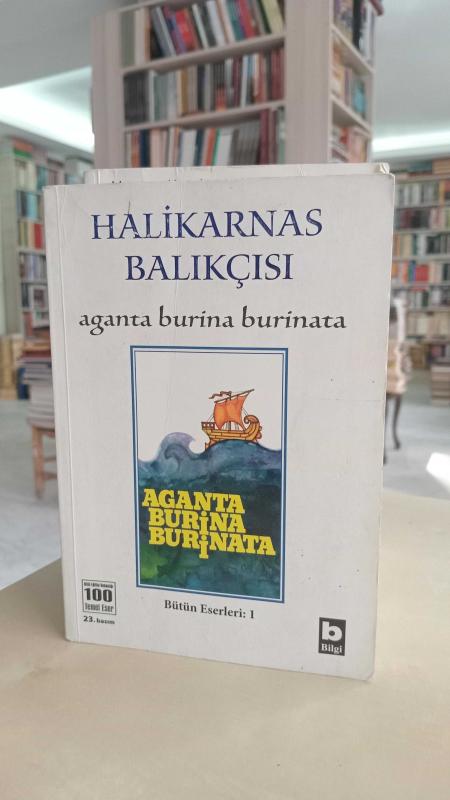 HALİKARNAS
BALIKÇISI
aganta burina burinata
AGANTA
BURİNA
BURİNATA
Bütün Eserleri: 1
100
Temel Eser
23. basım
b
Bilgi